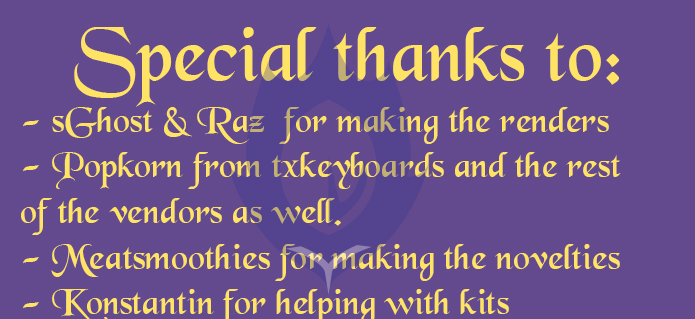 Special thanks to:
- sGhost & Raz for making the renders
- Popkorn from txkeyboards and the rest
of the vendors as well.
- Meatsmoothies for making the novelties
- Konstantin for helping with kits